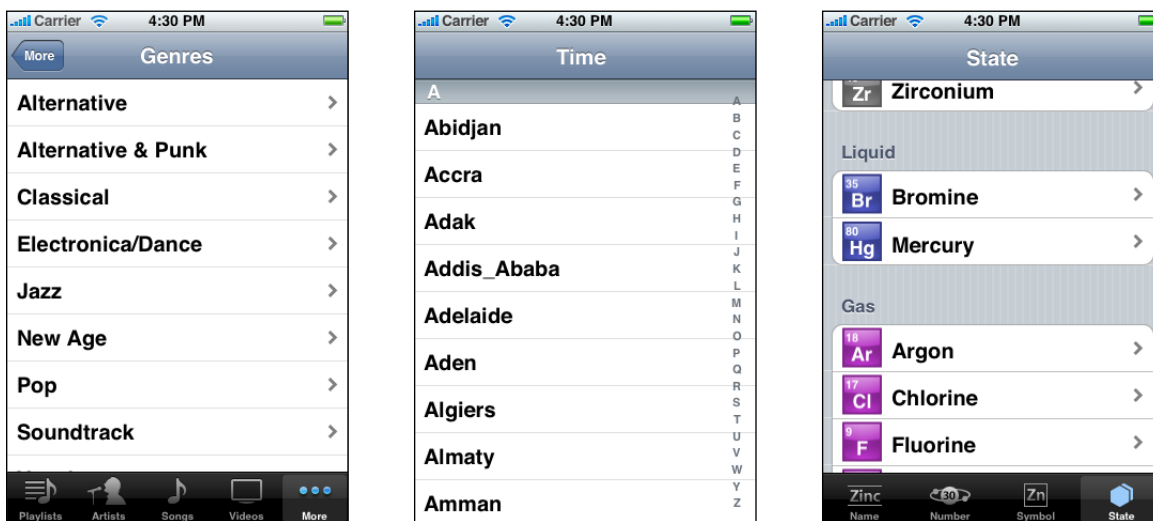 Carrier 4:30 PM
More Genres
Alternative
Alternative & Punk
Classical
Electronica/Dance
Jazz
New Age
Pop
Soundtrack
Playlists Artists Songs Videos More
Carrier 4:30 PM
Time
A
Abidjan
Accra
Adak
Addis_Ababa
Adelaide
Aden
Algiers
Almaty
Amman
A
B
C
D
E
F
G
H
I
J
K
L
M
N
O
P
Q
R
S
T
U
V
W
Y
Z
Carrier 4:30 PM
State
Zr Zirconium
Liquid
35
Br Bromine
80
Hg Mercury
Gas
18
Ar Argon
17
Cl Chlorine
9
F Fluorine
Zinc 30 Zn
Name Number Symbol State